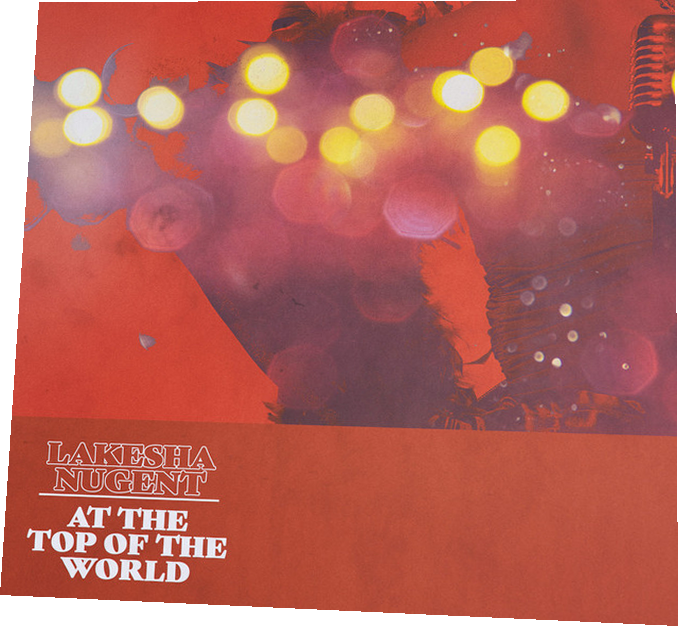 LAKESHA
NUGENT
AT THE
TOP OF THE
WORLD